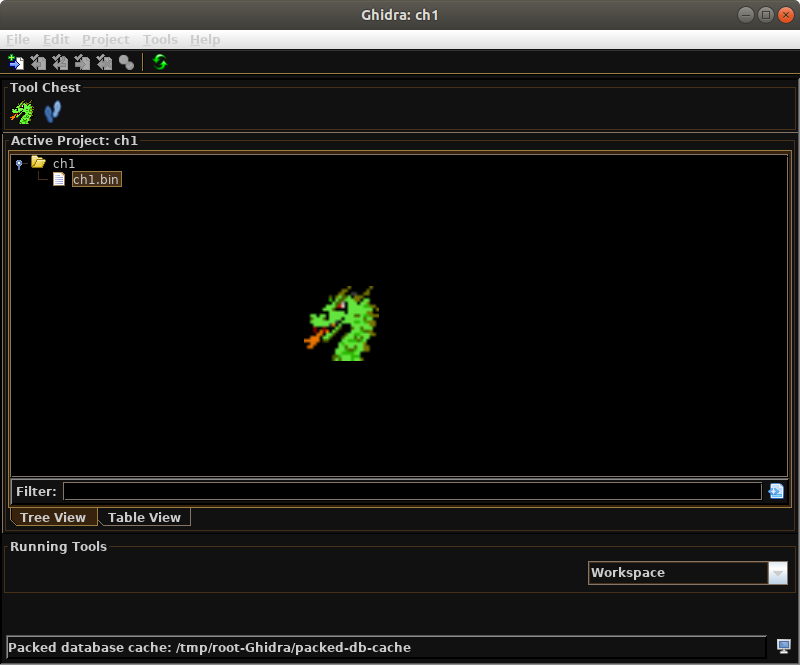 Ghidra: ch1
File Edit Project Tools Help
Tool Chest
Active Project: ch1
ch1
ch1.bin
Filter:
Tree View Table View
Running Tools
Workspace
Packed database cache: /tmp/root-Ghidra/packed-db-cache